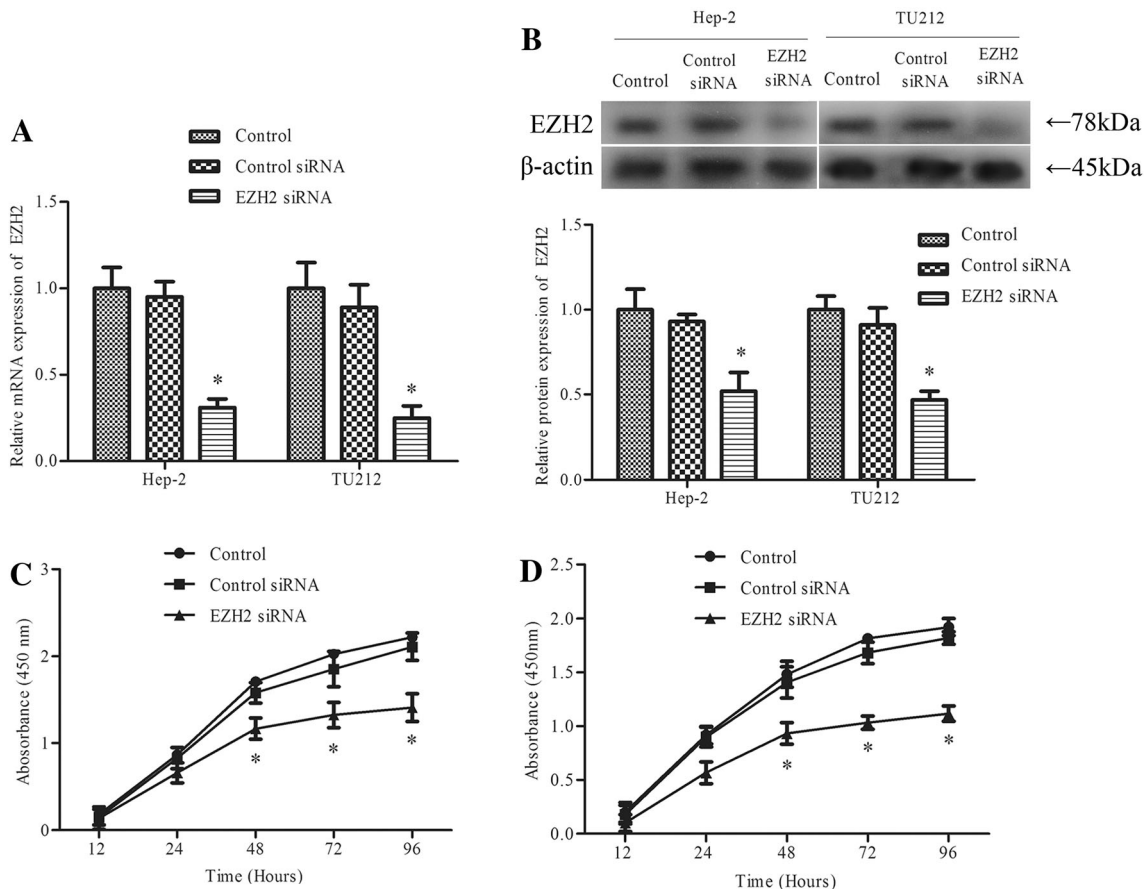 A
Control
Control siRNA
EZH2 siRNA
Relative mRNA expression of EZH2
1.5
1.0
0.5
0.0
*
*
Hep-2
TU212
B
Hep-2
TU212
Control
Control siRNA
EZH2 siRNA
Control
Control siRNA
EZH2 siRNA
EZH2
←78kDa
β-actin
←45kDa
Control
Control siRNA
EZH2 siRNA
Relative protein expression of EZH2
1.5
1.0
0.5
0.0
*
*
Hep-2
TU212
C
Control
Control siRNA
EZH2 siRNA
Abosorbance (450 nm)
3
2
1
0
*
*
*
12
24
48
72
96
Time (Hours)
D
Control
Control siRNA
EZH2 siRNA
Absorbance (450nm)
2.5
2.0
1.5
1.0
0.5
0.0
*
*
*
12
24
48
72
96
Time (Hours)